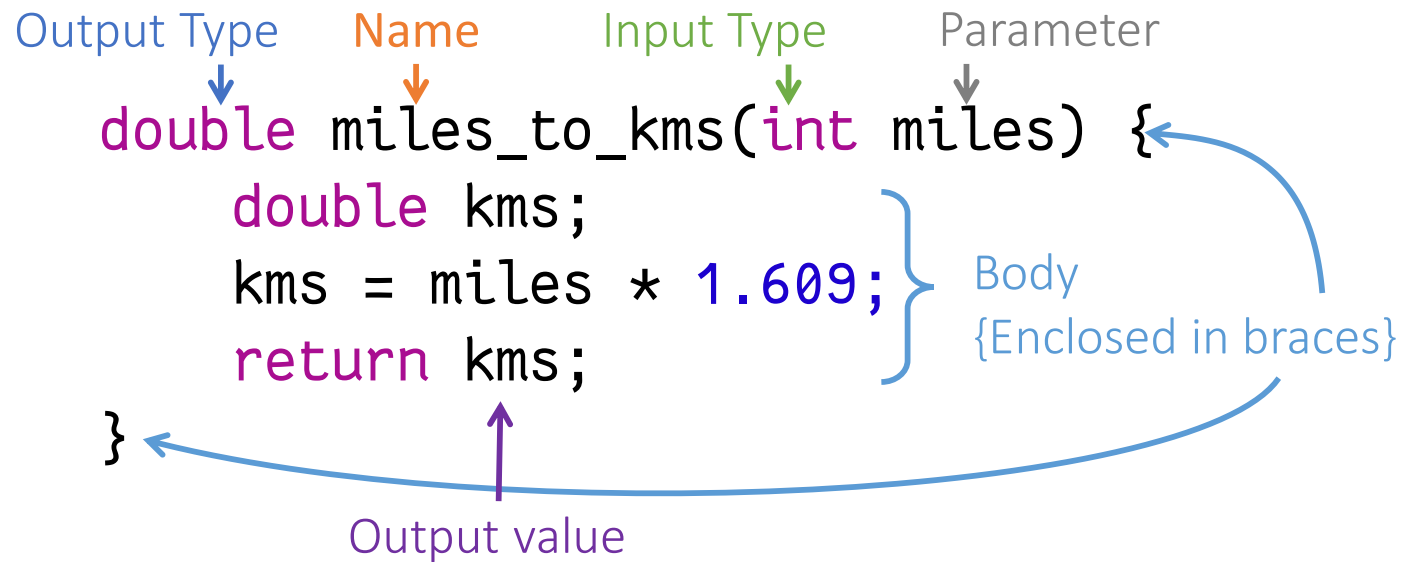 Output Type Name Input Type Parameter
double miles_to_kms(int miles) {
double kms;
kms = miles * 1.609;
Body
{Enclosed in braces}
return kms;
}
Output value